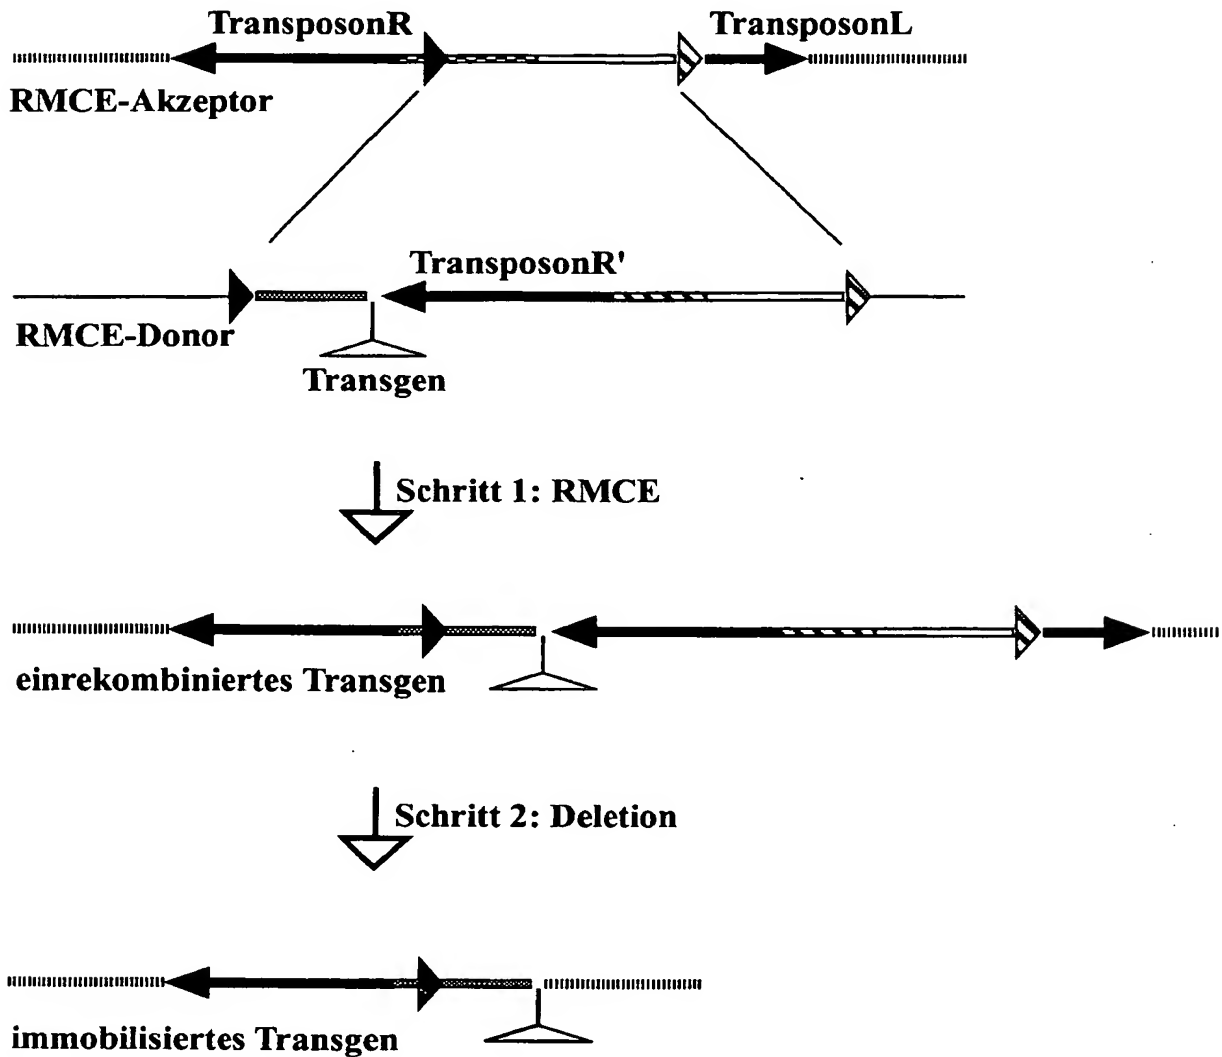 TransposonR
TransposonL
RMCE-Akzeptor
TransposonR'
RMCE-Donor
Transgen
Schritt 1: RMCE
einrekombiniertes Transgen
Schritt 2: Deletion
immobilisiertes Transgen